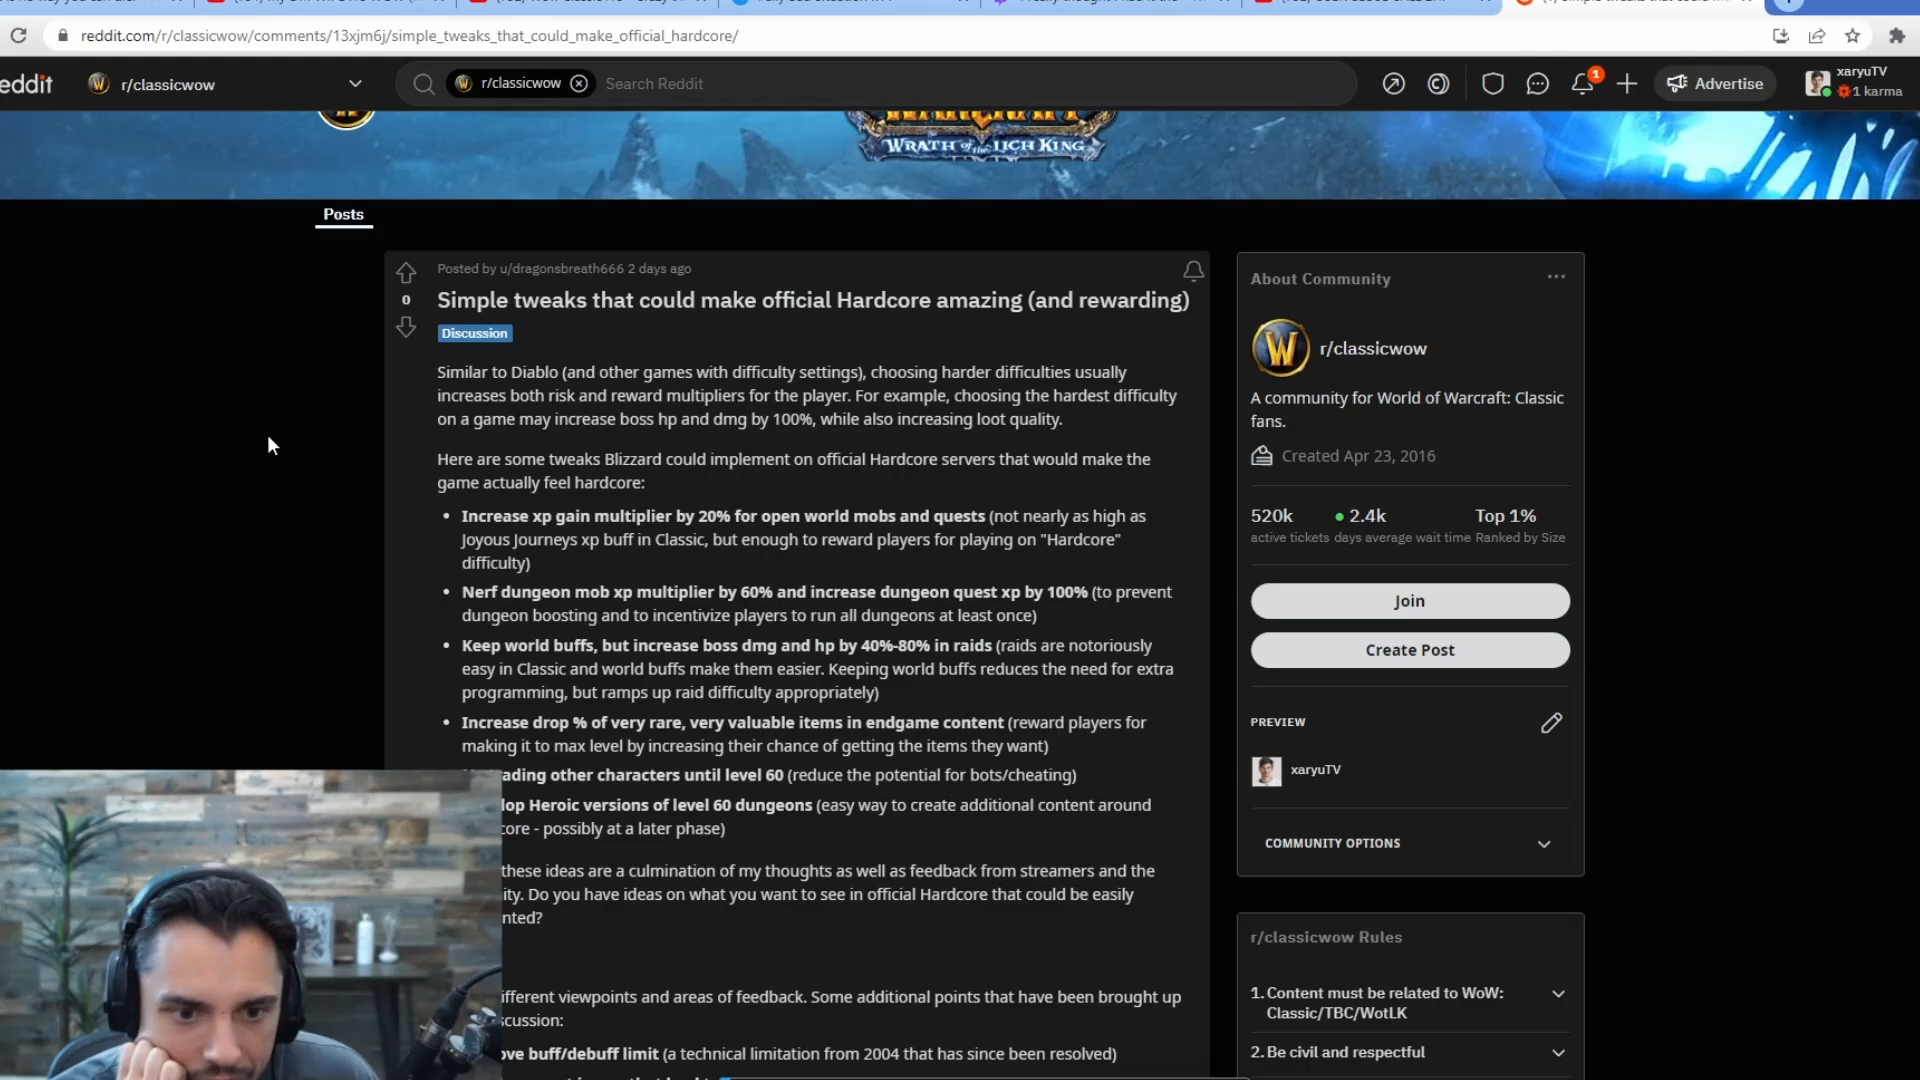 reddit.com/r/classicwow/comments/13xjm6j/simple_tweaks_that_could_make_official_hardcore/
eddit
r/classicwow
r/classicwow
Search Reddit
1
Advertise
xaryuTV
1 karma
WRATH of the LICH KING
Posts
Posted by u/dragonsbreath666 2 days ago
0
Simple tweaks that could make official Hardcore amazing (and rewarding)
Discussion
Similar to Diablo (and other games with difficulty settings), choosing harder difficulties usually
increases both risk and reward multipliers for the player. For example, choosing the hardest difficulty
on a game may increase boss hp and dmg by 100%, while also increasing loot quality.
Here are some tweaks Blizzard could implement on official Hardcore servers that would make the
game actually feel hardcore:
• Increase xp gain multiplier by 20% for open world mobs and quests (not nearly as high as
Joyous Journeys xp buff in Classic, but enough to reward players for playing on "Hardcore"
difficulty)
• Nerf dungeon mob xp multiplier by 60% and increase dungeon quest xp by 100% (to prevent
dungeon boosting and to incentivize players to run all dungeons at least once)
• Keep world buffs, but increase boss dmg and hp by 40%-80% in raids (raids are notoriously
easy in Classic and world buffs make them easier. Keeping world buffs reduces the need for extra
programming, but ramps up raid difficulty appropriately)
• Increase drop % of very rare, very valuable items in endgame content (reward players for
making it to max level by increasing their chance of getting the items they want)
ading other characters until level 60 (reduce the potential for bots/cheating)
lop Heroic versions of level 60 dungeons (easy way to create additional content around
core - possibly at a later phase)
these ideas are a culmination of my thoughts as well as feedback from streamers and the
ity. Do you have ideas on what you want to see in official Hardcore that could be easily
nted?
ifferent viewpoints and areas of feedback. Some additional points that have been brought up
scussion:
ove buff/debuff limit (a technical limitation from 2004 that has since been resolved)
About Community
r/classicwow
A community for World of Warcraft: Classic
fans.
Created Apr 23, 2016
520k
2.4k
Top 1%
active tickets days average wait time Ranked by Size
Join
Create Post
PREVIEW
xaryuTV
COMMUNITY OPTIONS
r/classicwow Rules
1. Content must be related to WoW:
Classic/TBC/WotLK
2. Be civil and respectful